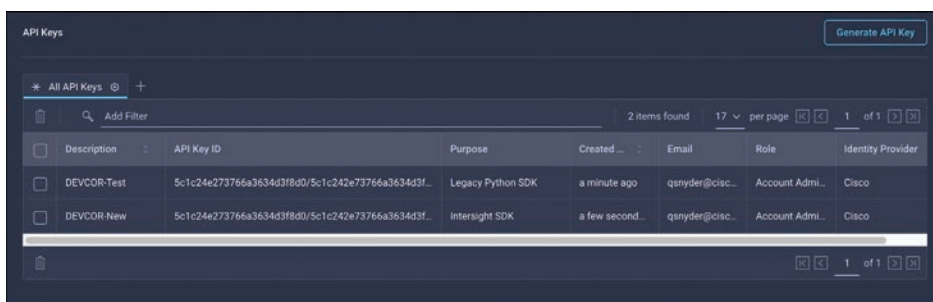 API Keys
Generate API Key
All API Keys
Add Filter
2 items found 17 per page 1 of 1
Description API Key ID Purpose Created ... Email Role Identity Provider
DEVCOR-Test 5c1c24e273766a3634d3f8d0/5c1c242e73766a3634d3f... Legacy Python SDK a minute ago qsnyder@cisc... Account Admi... Cisco
DEVCOR-New 5c1c24e273766a3634d3f8d0/5c1c242e73766a3634d3f... Intersight SDK a few second... qsnyder@cisc... Account Admi... Cisco
1 of 1